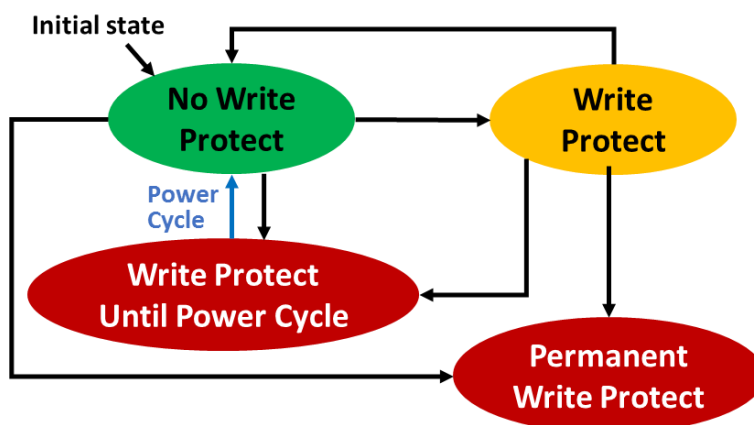 Initial state
No Write
Protect
Write
Protect
Power
Cycle
Write Protect
Until Power Cycle
Permanent
Write Protect